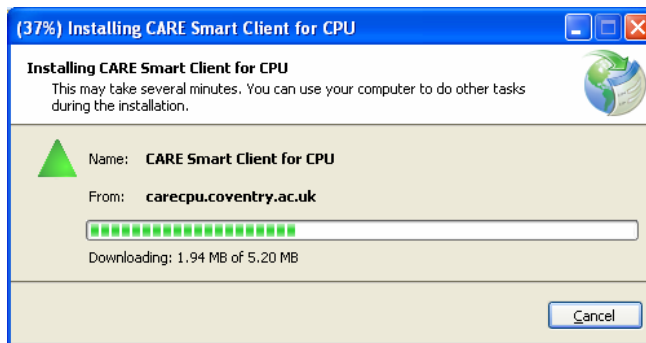 (37%) Installing CARE Smart Client for CPU
Installing CARE Smart Client for CPU
This may take several minutes. You can use your computer to do other tasks
during the installation.
Name: CARE Smart Client for CPU
From: carecpu.coventry.ac.uk
Downloading: 1.94 MB of 5.20 MB
Cancel